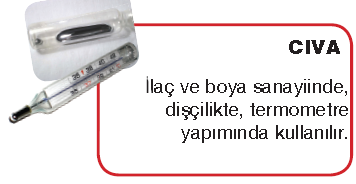 CIVA
İlaç ve boya sanayiinde,
dişçilikte, termometre
yapımında kullanılır.